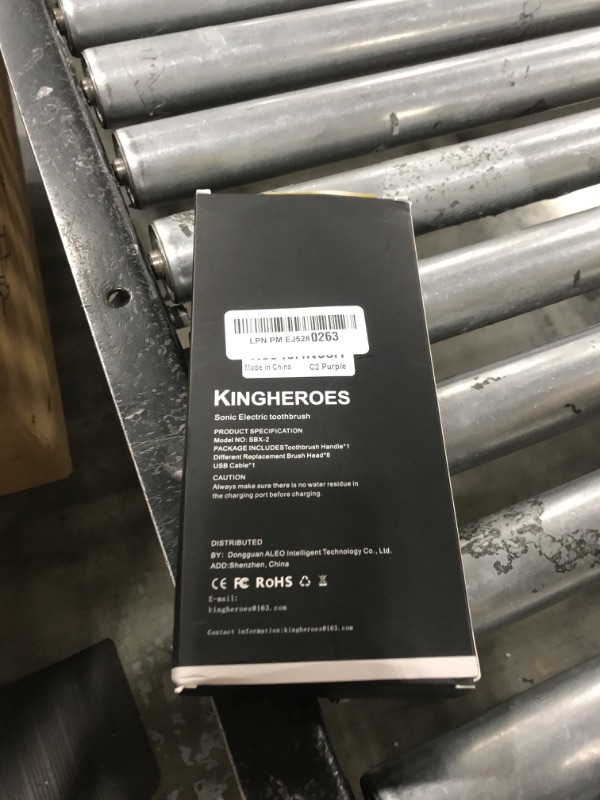 LPN PM EJ5280263
Made in China C2 Purple
KINGHEROES
Sonic Electric toothbrush
PRODUCT SPECIFICATION
Model NO: SBX-2
PACKAGE INCLUDESToothbrush Handle*1
Different Replacement Brush Head*8
USB Cable*1
CAUTION
Always make sure there is no water residue in
the charging port before charging.
DISTRIBUTED
BY: Dongguan ALEO Intelligent Technology Co., Ltd.
ADD:Shenzhen, China
CE FC RoHS
E-mail:
kingheroes@163.com
Contact information:kingheroes@163.com